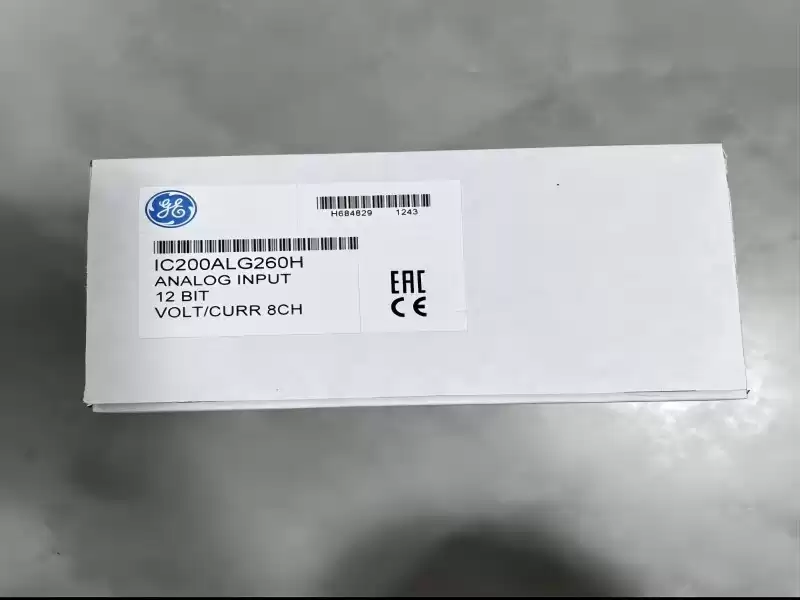 GE
H684829 1243
IC200ALG260H
ANALOG INPUT
12 BIT
VOLT/CURR 8CH
EAC
CE